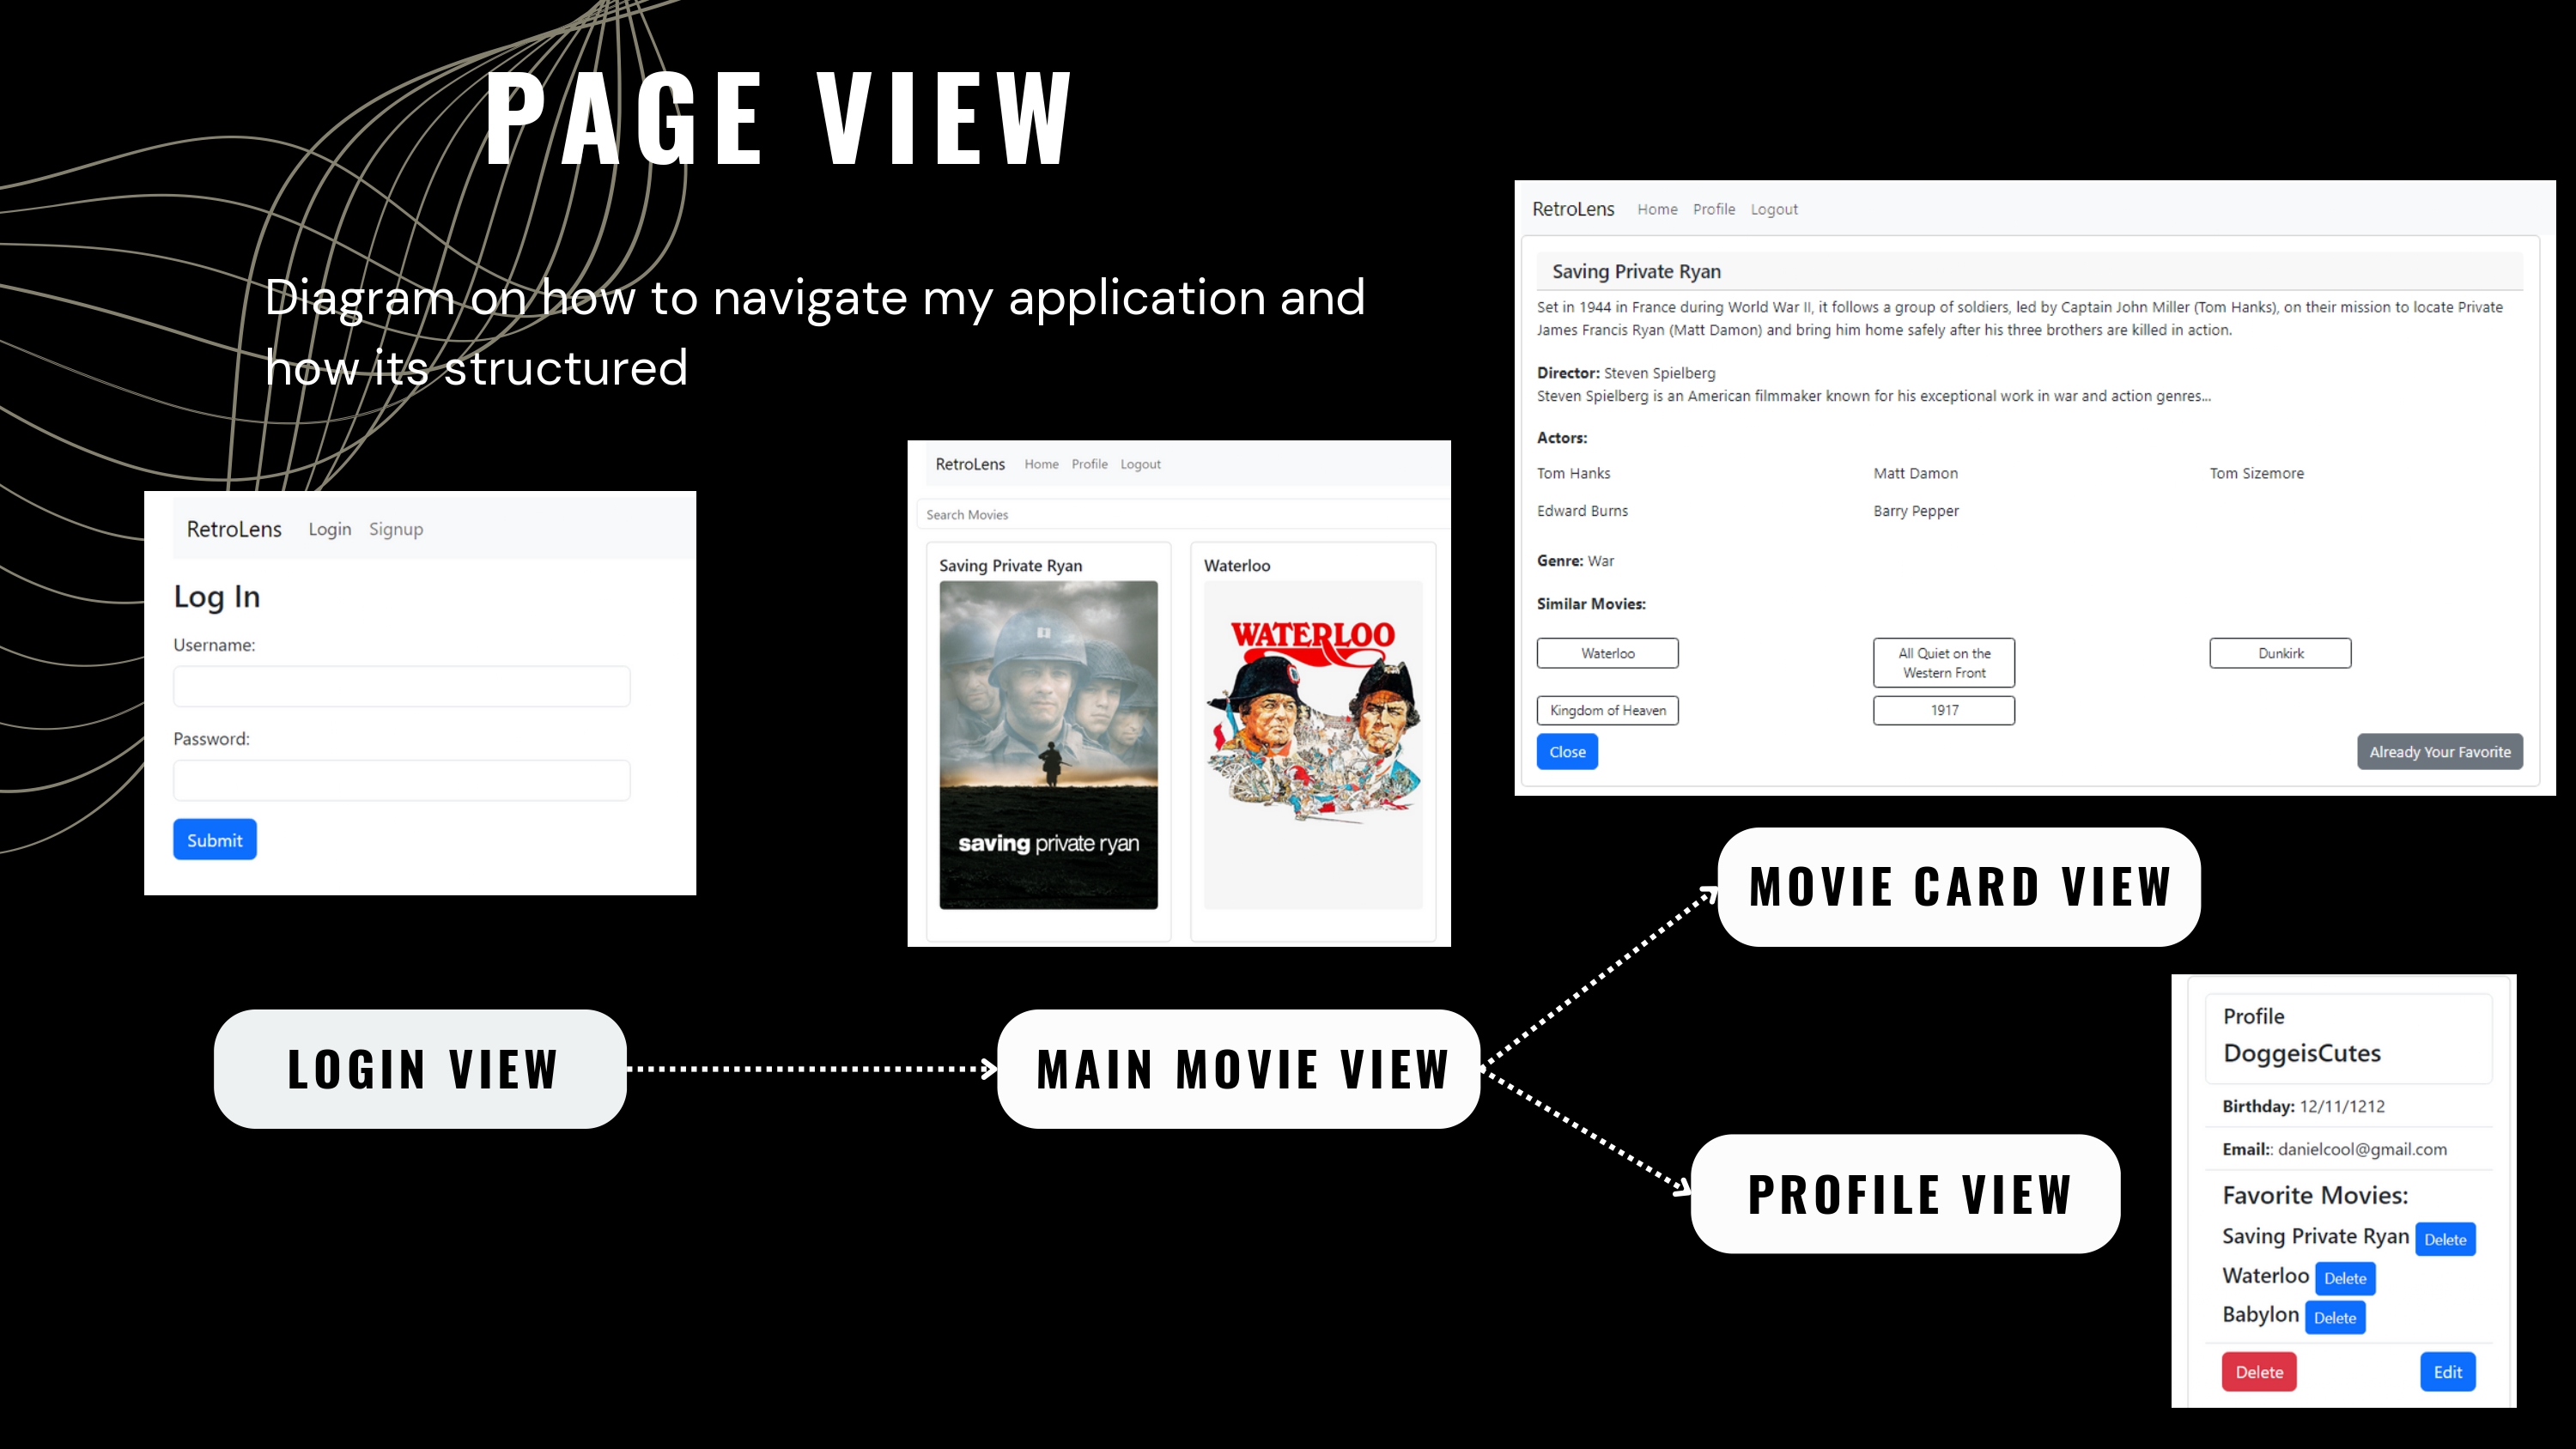 PAGE VIEW
Diagram on how to navigate my application and
how its structured
RetroLens Login Signup
Log In
Username:
Password:
Submit
LOGIN VIEW
RetroLens Home Profile Logout
Search Movies
Saving Private Ryan
saving private ryan
Waterloo
WATERLOO
MAIN MOVIE VIEW
RetroLens Home Profile Logout
Saving Private Ryan
Set in 1944 in France during World War II, it follows a group of soldiers, led by Captain John Miller (Tom Hanks), on their mission to locate Private
James Francis Ryan (Matt Damon) and bring him home safely after his three brothers are killed in action.
Director: Steven Spielberg
Steven Spielberg is an American filmmaker known for his exceptional work in war and action genres...
Actors:
Tom Hanks Matt Damon Tom Sizemore
Edward Burns Barry Pepper
Genre: War
Similar Movies:
Waterloo
All Quiet on the
Western Front
Dunkirk
Kingdom of Heaven
1917
Close
Already Your Favorite
MOVIE CARD VIEW
PROFILE VIEW
Profile
DoggeisCutes
Birthday: 12/11/1212
Email:: danielcool@gmail.com
Favorite Movies:
Saving Private Ryan Delete
Waterloo Delete
Babylon Delete
Delete Edit